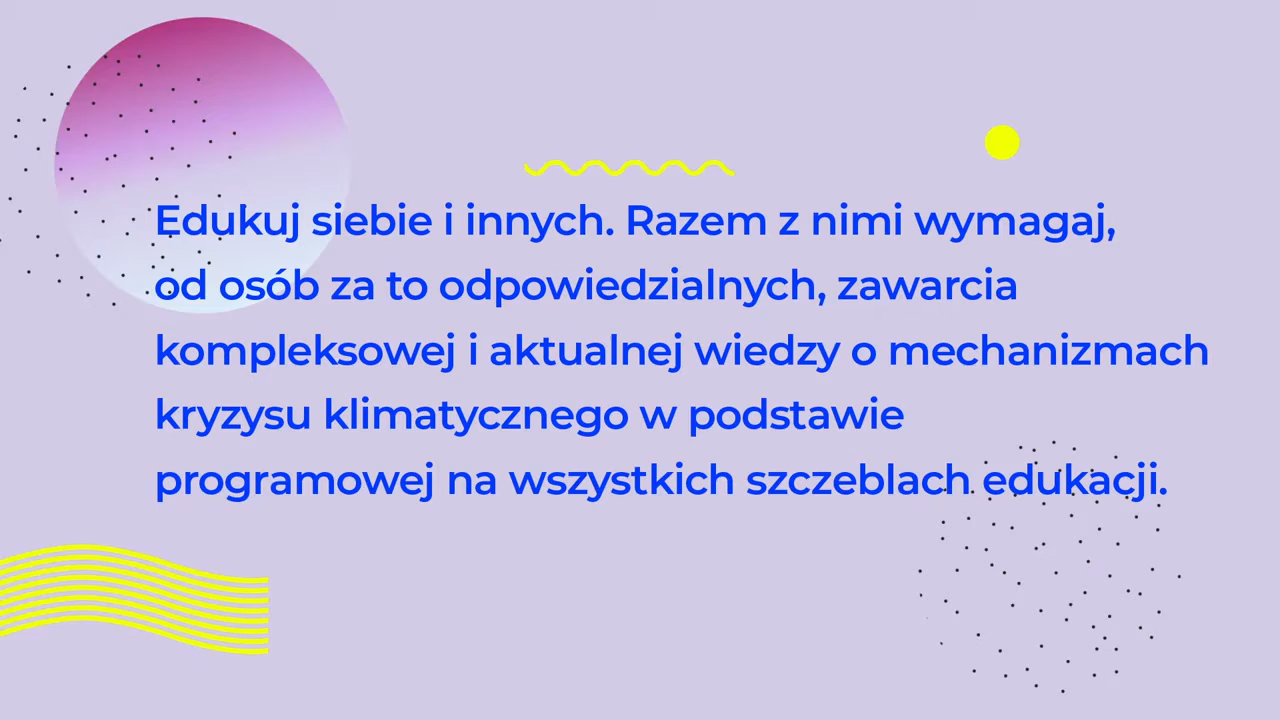 Edukuj siebie i innych. Razem z nimi wymagaj,
od osób za to odpowiedzialnych, zawarcia
kompleksowej i aktualnej wiedzy o mechanizmach
kryzysu klimatycznego w podstawie
programowej na wszystkich szczeblach edukacji.